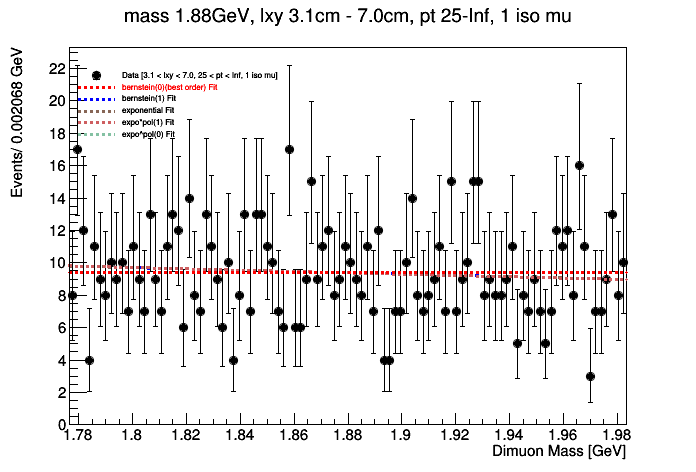 mass 1.88GeV, lxy 3.1cm - 7.0cm, pt 25-Inf, 1 iso mu
Events/ 0.002068 GeV
22
20
18
16
14
12
10
8
6
4
2
0
Data [3.1 < lxy < 7.0, 25 < pt < Inf, 1 iso mu]
bernstein(0)[best order} Fit
bernstein(1) Fit
exponential Fit
expo*pol(1) Fit
expo^pol(0) Fit
1.78 1.8 1.82 1.84 1.86 1.88 1.9 1.92 1.94 1.96 1.98
Dimuon Mass [GeV]